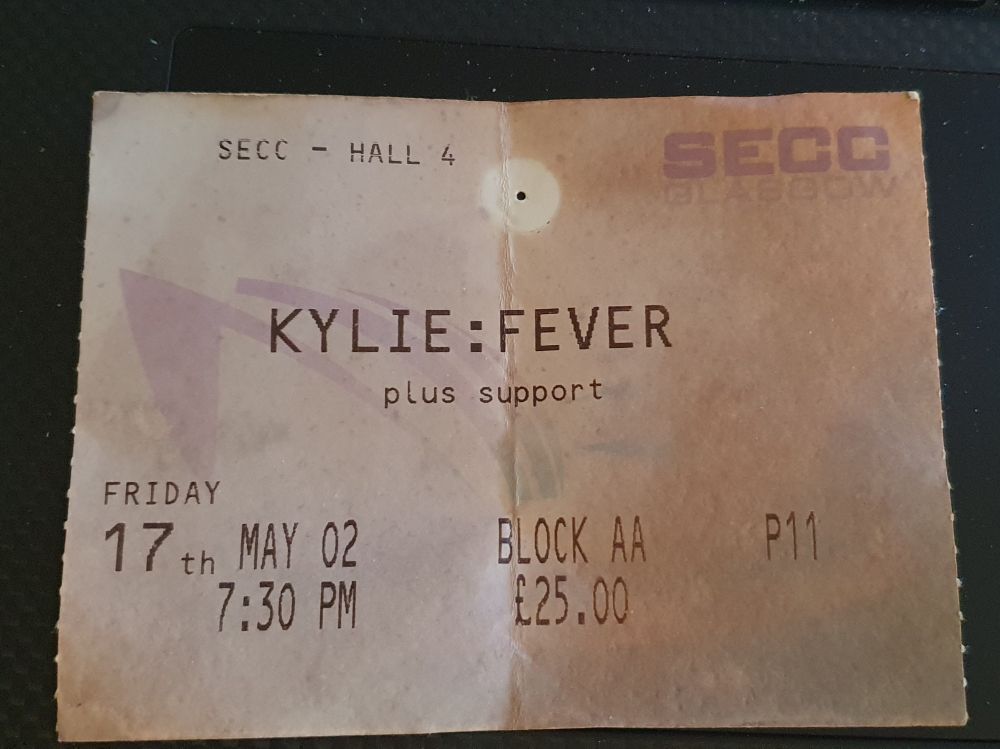 SECC - HALL 4
SECC
GLASGOW
KYLIE:FEVER
plus support
FRIDAY
17th MAY 02 BLOCK AA P11
7:30 PM £25.00